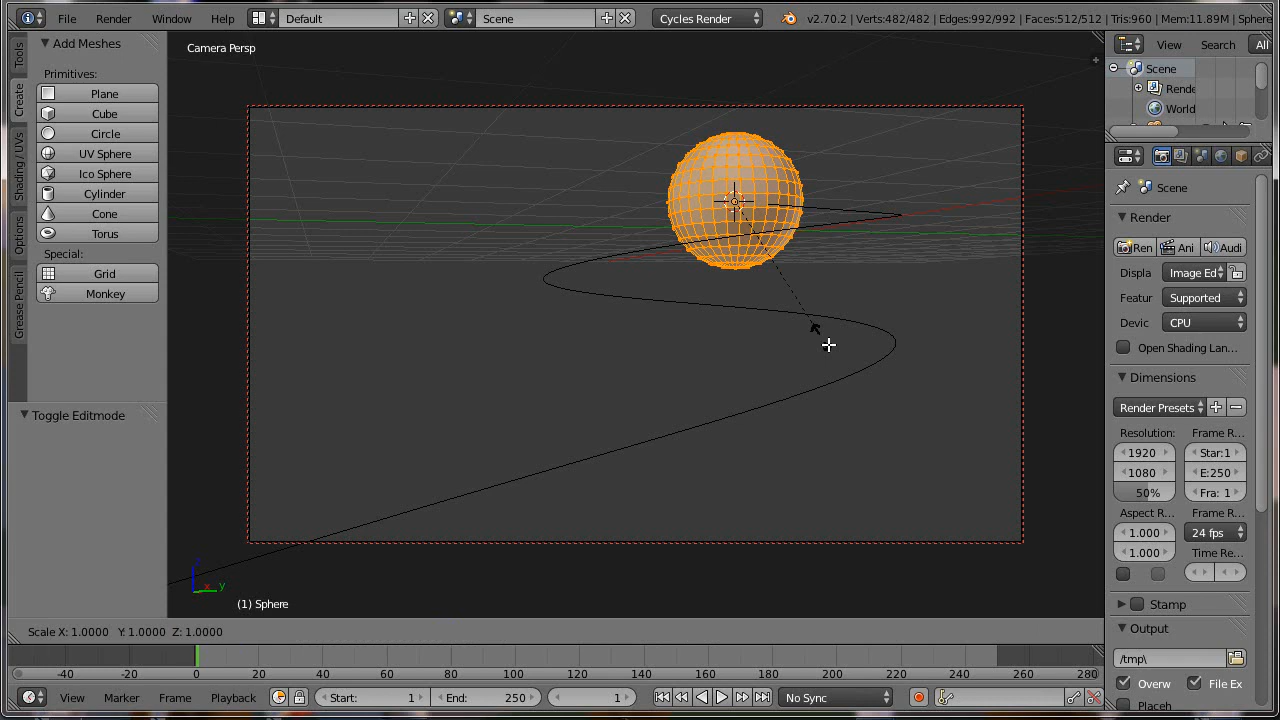 File Render Window Help Default Scene Cycles Render v2.70.2 | Verts:482/482 | Edges:992/992 | Faces:512/512 | Tris:960 | Mem:11.89M | Sphere
Tools
Create
Shading / UVs
Options
Grease Pencil
Add Meshes
Primitives:
Plane
Cube
Circle
UV Sphere
Ico Sphere
Cylinder
Cone
Torus
Special:
Grid
Monkey
Toggle Editmode
Camera Persp
z
x y
(1) Sphere
Scale X: 1.0000 Y: 1.0000 Z: 1.0000
-40 -20 0 20 40 60 80 100 120 140 160 180 200 220 240 260 280
View Marker Frame Playback Start: 1 End: 250 1 No Sync
View Search All
Scene
Rende
World
Scene
Render
Ren Ani Audi
Displa Image Ed
Featur Supported
Devic CPU
Open Shading Lan...
Dimensions
Render Presets
Resolution: Frame R...
1920 Star:1
1080 E:250
50% Fra: 1
Aspect R... Frame R...
1.000 24 fps
1.000 Time Re...
Stamp
Output
/tmp\
Overw File Ex
Placeh